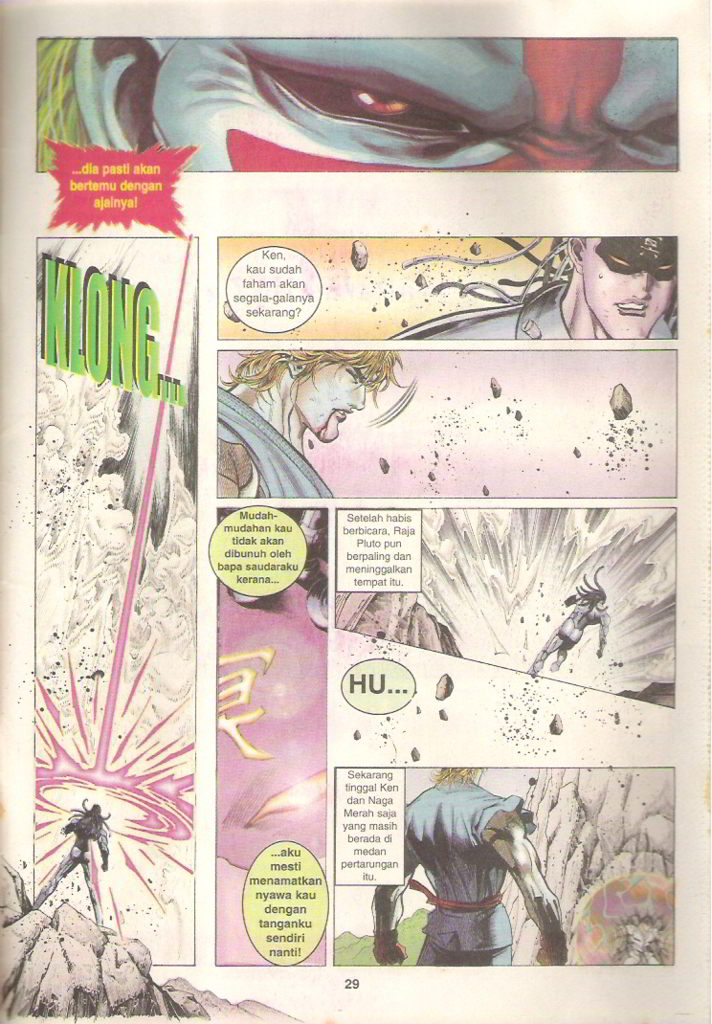 ...dia pasti akan
bertemu dengan
ajalnya!
KLONG....
Ken,
kau sudah
faham akan
segala-galanya
sekarang?
Mudah-
mudahan kau
tidak akan
dibunuh oleh
bapa saudaraku
kerana...
冥
...aku
mesti
menamatkan
nyawa kau
dengan
tanganku
sendiri
nanti!
Setelah habis
berbicara, Raja
Pluto pun
berpaling dan
meninggalkan
tempat itu.
HU...
Sekarang
tinggal Ken
dan Naga
Merah saja
yang masih
berada di
medan
pertarungan
itu.
29